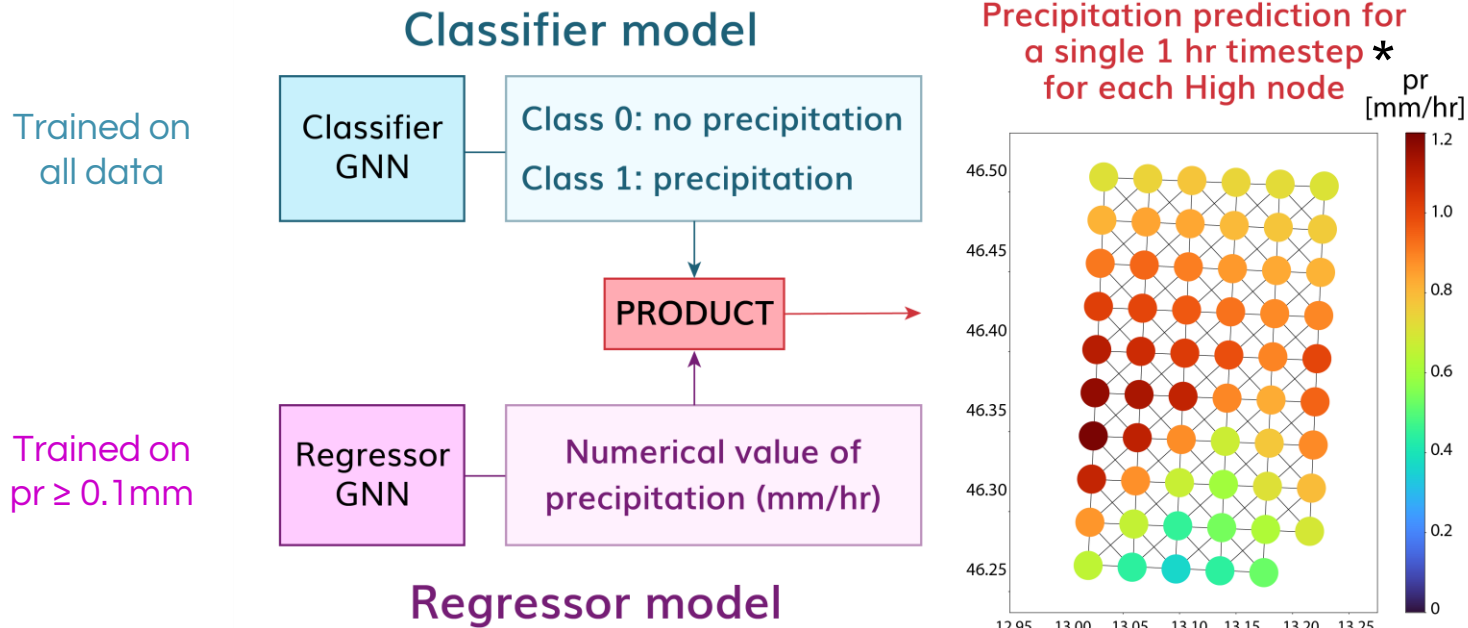 Classifier model
Trained on
all data
Classifier
GNN
Class 0: no precipitation
Class 1: precipitation
PRODUCT
Trained on
pr ≥ 0.1mm
Regressor
GNN
Numerical value of
precipitation (mm/hr)
Regressor model
Precipitation prediction for
a single 1 hr timestep *
for each High node
pr
[mm/hr]
1.2
1.0
0.8
0.6
0.4
0.2
0
46.50
46.45
46.40
46.35
46.30
46.25
12.95 13.00 13.05 13.10 13.15 13.20 13.25